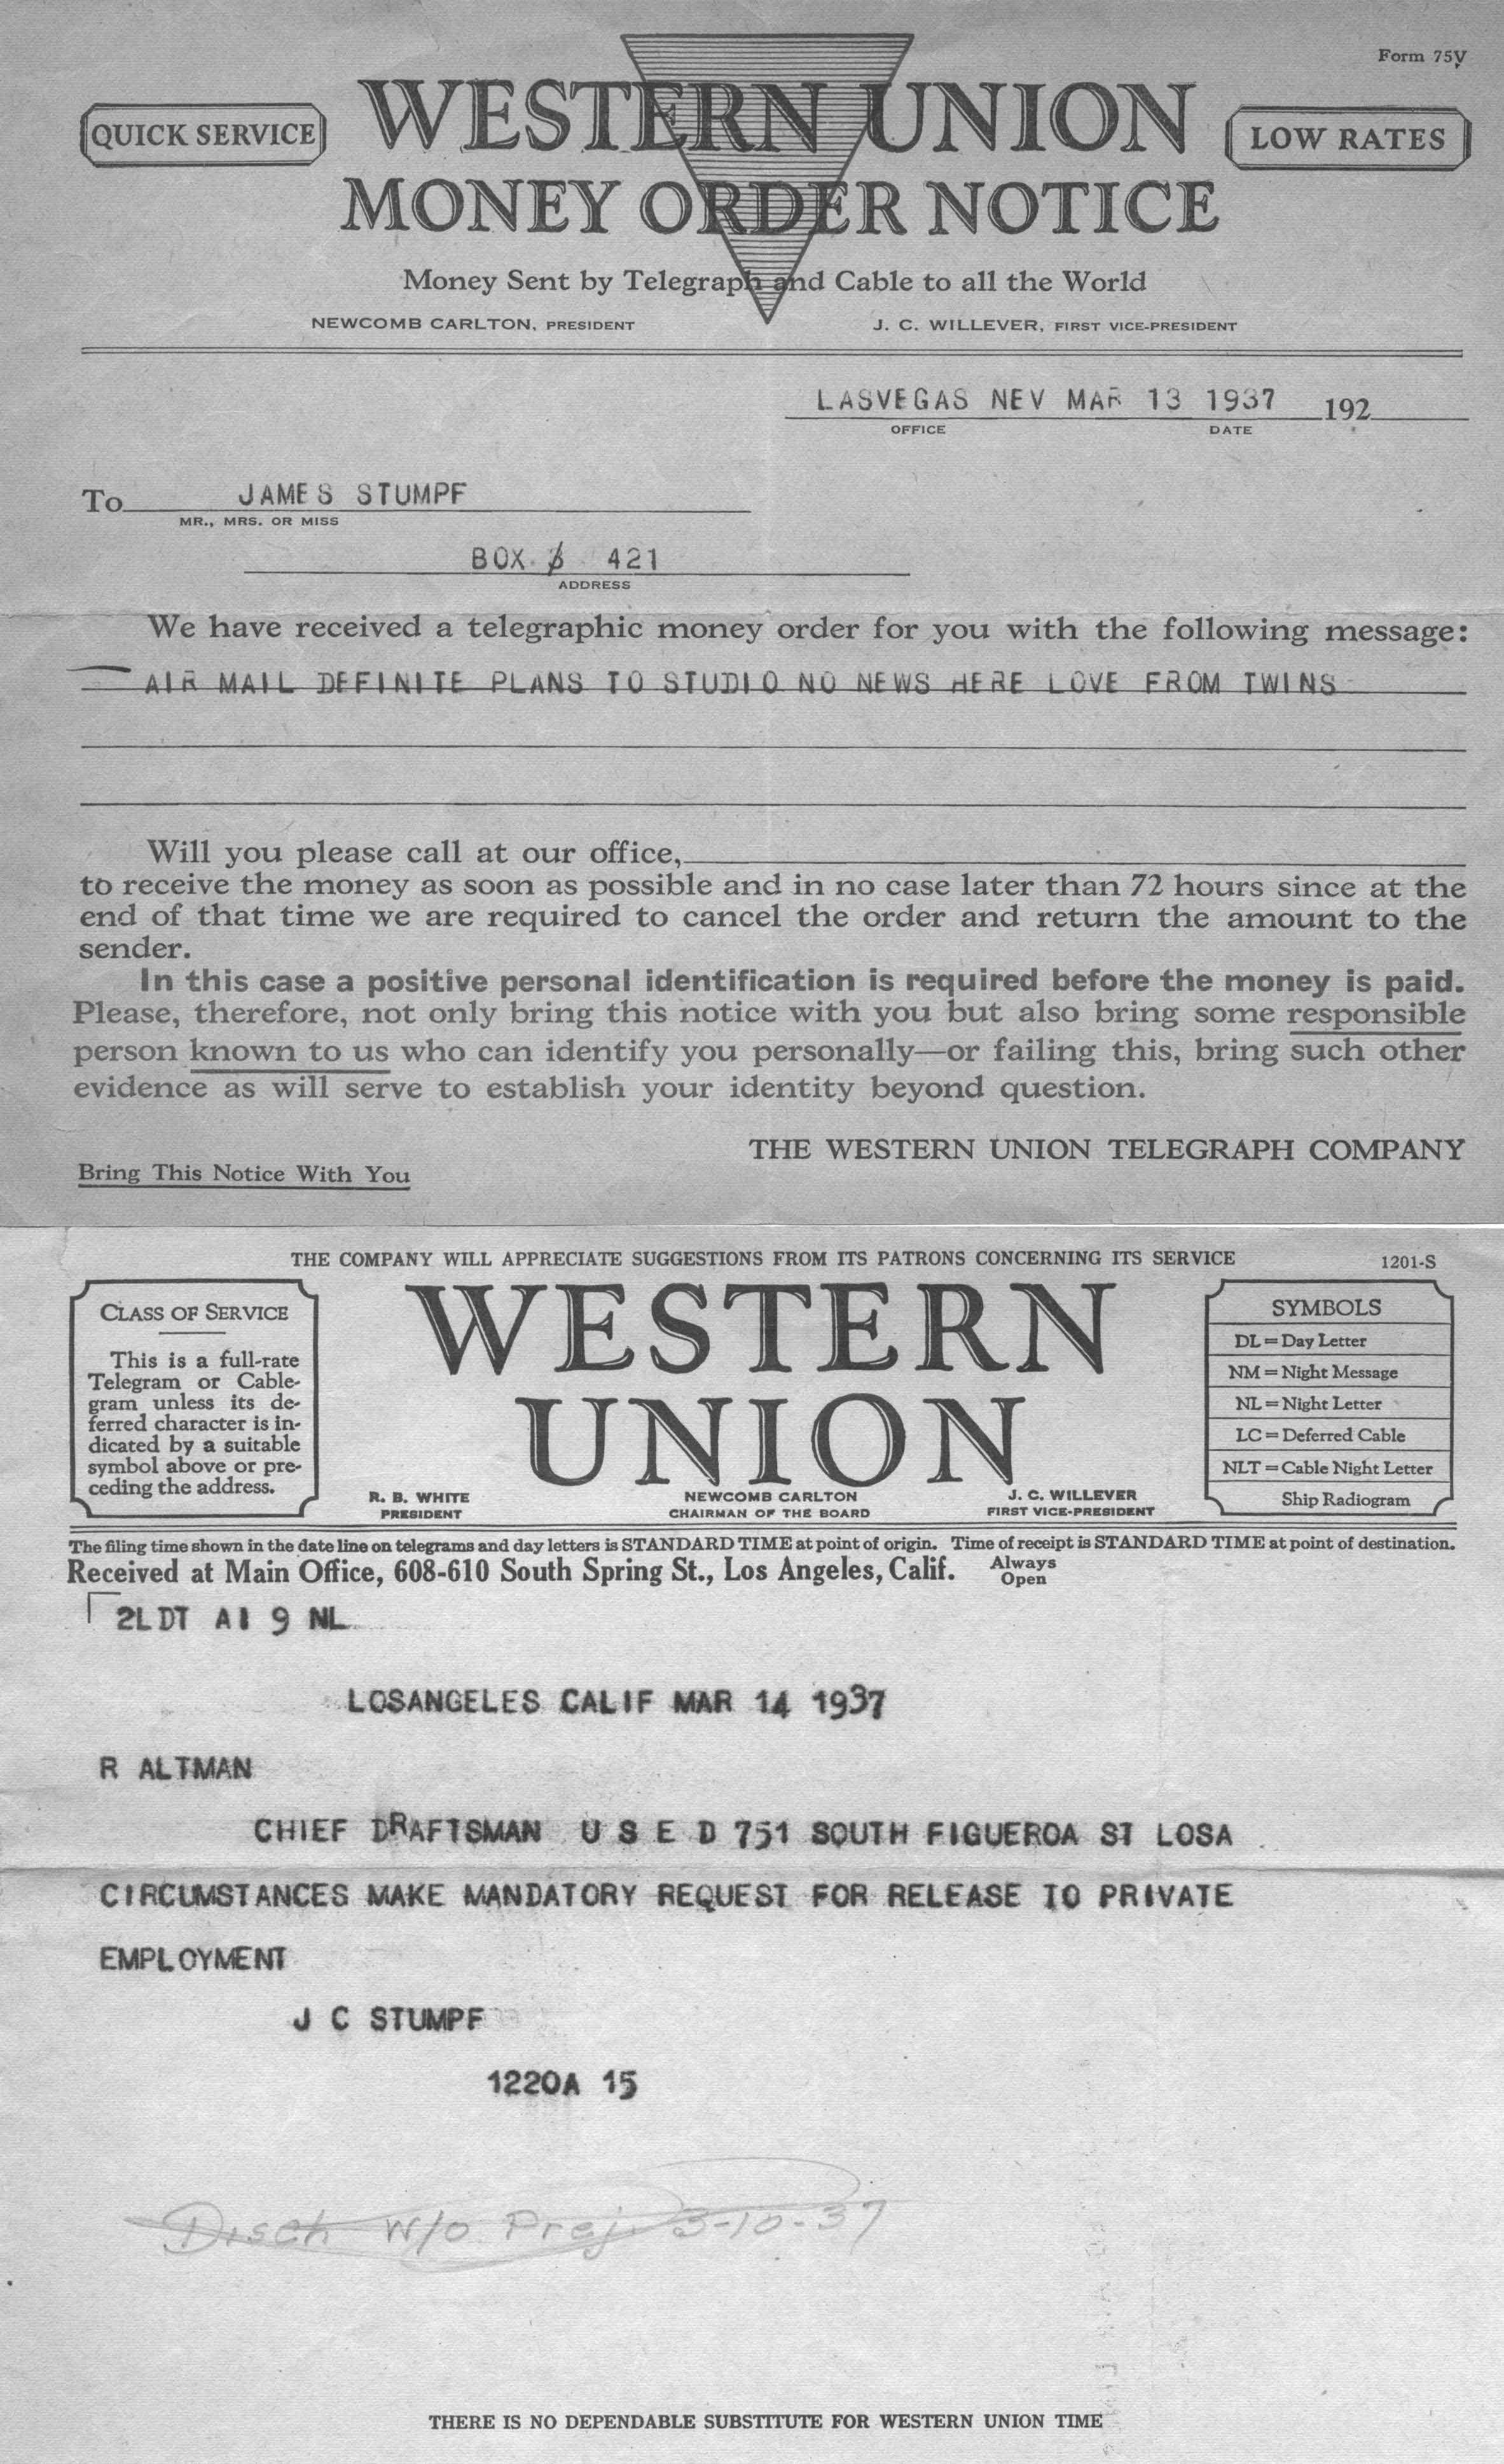 Form 75V
QUICK SERVICE
WESTERN UNION
LOW RATES
MONEY ORDER NOTICE
Money Sent by Telegraph and Cable to all the World
NEWCOMB CARLTON, PRESIDENT
J. C. WILLEVER, FIRST VICE-PRESIDENT
LASVEGAS NEV MAR 13 1937 192
OFFICE DATE
To JAMES STUMPF
MR., MRS. OR MISS
BOX 421
ADDRESS
We have received a telegraphic money order for you with the following message:
AIR MAIL DEFINITE PLANS TO STUDIO NO NEWS HERE LOVE FROM TWINS
Will you please call at our office,
to receive the money as soon as possible and in no case later than 72 hours since at the
end of that time we are required to cancel the order and return the amount to the
sender.
In this case a positive personal identification is required before the money is paid.
Please, therefore, not only bring this notice with you but also bring some responsible
person known to us who can identify you personally—or failing this, bring such other
evidence as will serve to establish your identity beyond question.
THE WESTERN UNION TELEGRAPH COMPANY
Bring This Notice With You
THE COMPANY WILL APPRECIATE SUGGESTIONS FROM ITS PATRONS CONCERNING ITS SERVICE
1201-S
CLASS OF SERVICE
This is a full-rate
Telegram or Cable-
gram unless its de-
ferred character is in-
dicated by a suitable
symbol above or pre-
ceding the address.
WESTERN
UNION
R. B. WHITE
PRESIDENT
NEWCOMB CARLTON
CHAIRMAN OF THE BOARD
J. C. WILLEVER
FIRST VICE-PRESIDENT
SYMBOLS
DL = Day Letter
NM = Night Message
NL = Night Letter
LC = Deferred Cable
NLT = Cable Night Letter
Ship Radiogram
The filing time shown in the date line on telegrams and day letters is STANDARD TIME at point of origin. Time of receipt is STANDARD TIME at point of destination.
Received at Main Office, 608-610 South Spring St., Los Angeles, Calif. Always
Open
2LDT A1 9 NL
LOSANGELES CALIF MAR 14 1937
R ALTMAN
CHIEF DRAFTSMAN U S E D 751 SOUTH FIGUEROA ST LOSA
CIRCUMSTANCES MAKE MANDATORY REQUEST FOR RELEASE TO PRIVATE
EMPLOYMENT
J C STUMPF
1220A 15
Disch w/o Prej. 3-10-37
THERE IS NO DEPENDABLE SUBSTITUTE FOR WESTERN UNION TIME